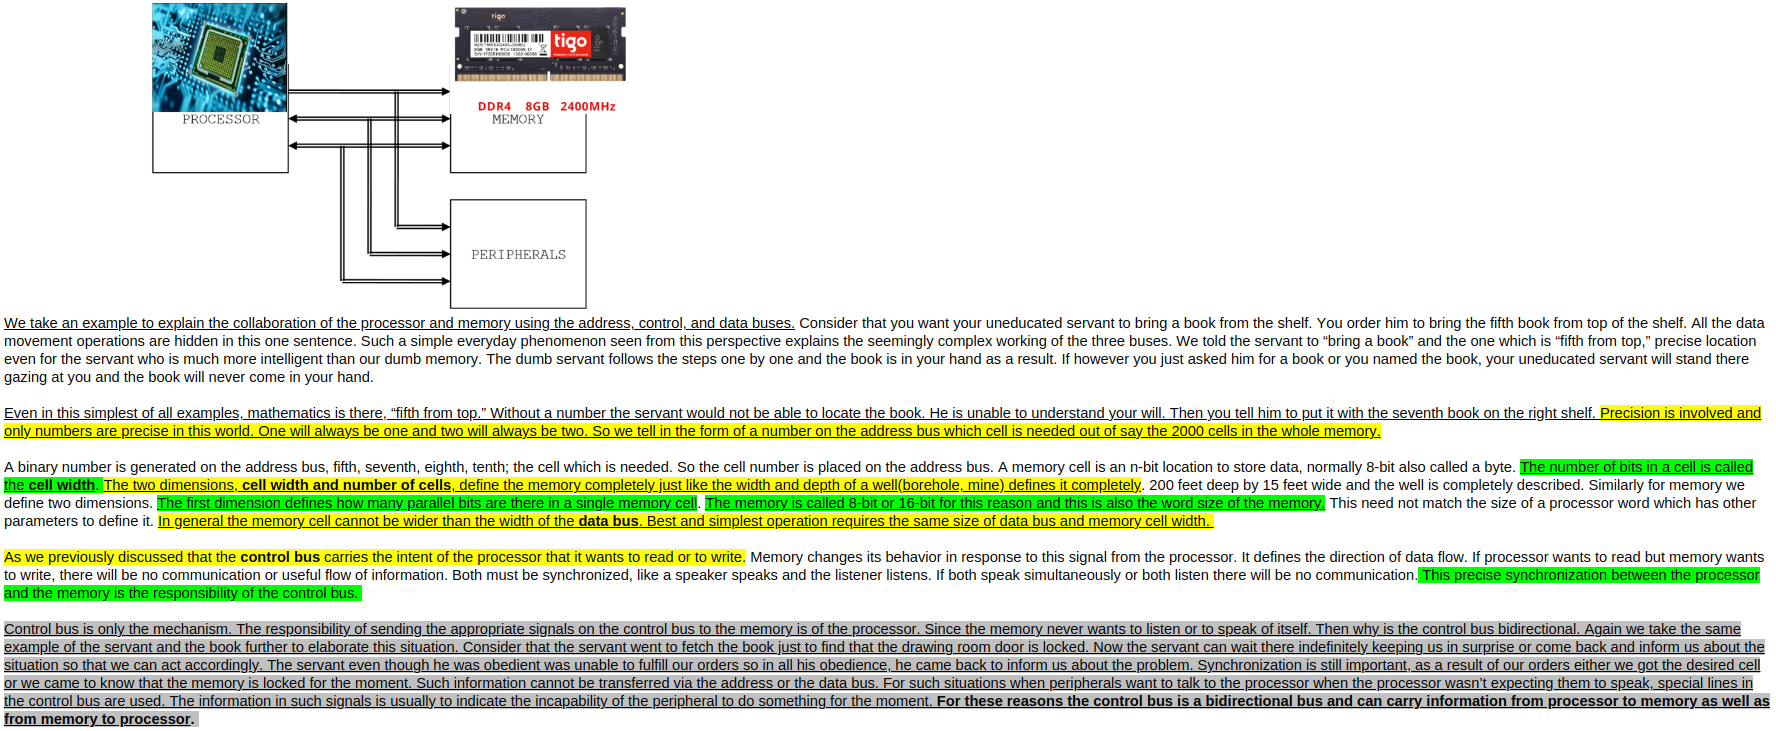 tigo
tigo
tigo
DDR4 8GB 2400MHz
PROCESSOR
MEMORY
PERIPHERALS
We take an example to explain the collaboration of the processor and memory using the address, control, and data buses. Consider that you want your uneducated servant to bring a book from the shelf. You order him to bring the fifth book from top of the shelf. All the data
movement operations are hidden in this one sentence. Such a simple everyday phenomenon seen from this perspective explains the seemingly complex working of the three buses. We told the servant to “bring a book” and the one which is “fifth from top,” precise location
even for the servant who is much more intelligent than our dumb memory. The dumb servant follows the steps one by one and the book is in your hand as a result. If however you just asked him for a book or you named the book, your uneducated servant will stand there
gazing at you and the book will never come in your hand.
Even in this simplest of all examples, mathematics is there, “fifth from top.” Without a number the servant would not be able to locate the book. He is unable to understand your will. Then you tell him to put it with the seventh book on the right shelf. Precision is involved and
only numbers are precise in this world. One will always be one and two will always be two. So we tell in the form of a number on the address bus which cell is needed out of say the 2000 cells in the whole memory.
A binary number is generated on the address bus, fifth, seventh, eighth, tenth; the cell which is needed. So the cell number is placed on the address bus. A memory cell is an n-bit location to store data, normally 8-bit also called a byte. The number of bits in a cell is called
the cell width. The two dimensions, cell width and number of cells, define the memory completely just like the width and depth of a well(borehole, mine) defines it completely. 200 feet deep by 15 feet wide and the well is completely described. Similarly for memory we
define two dimensions. The first dimension defines how many parallel bits are there in a single memory cell. The memory is called 8-bit or 16-bit for this reason and this is also the word size of the memory. This need not match the size of a processor word which has other
parameters to define it. In general the memory cell cannot be wider than the width of the data bus. Best and simplest operation requires the same size of data bus and memory cell width.
As we previously discussed that the control bus carries the intent of the processor that it wants to read or to write. Memory changes its behavior in response to this signal from the processor. It defines the direction of data flow. If processor wants to read but memory wants
to write, there will be no communication or useful flow of information. Both must be synchronized, like a speaker speaks and the listener listens. If both speak simultaneously or both listen there will be no communication. This precise synchronization between the processor
and the memory is the responsibility of the control bus.
Control bus is only the mechanism. The responsibility of sending the appropriate signals on the control bus to the memory is of the processor. Since the memory never wants to listen or to speak of itself. Then why is the control bus bidirectional. Again we take the same
example of the servant and the book further to elaborate this situation. Consider that the servant went to fetch the book just to find that the drawing room door is locked. Now the servant can wait there indefinitely keeping us in surprise or come back and inform us about the
situation so that we can act accordingly. The servant even though he was obedient was unable to fulfill our orders so in all his obedience, he came back to inform us about the problem. Synchronization is still important, as a result of our orders either we got the desired cell
or we came to know that the memory is locked for the moment. Such information cannot be transferred via the address or the data bus. For such situations when peripherals want to talk to the processor when the processor wasn’t expecting them to speak, special lines in
the control bus are used. The information in such signals is usually to indicate the incapability of the peripheral to do something for the moment. For these reasons the control bus is a bidirectional bus and can carry information from processor to memory as well as
from memory to processor.